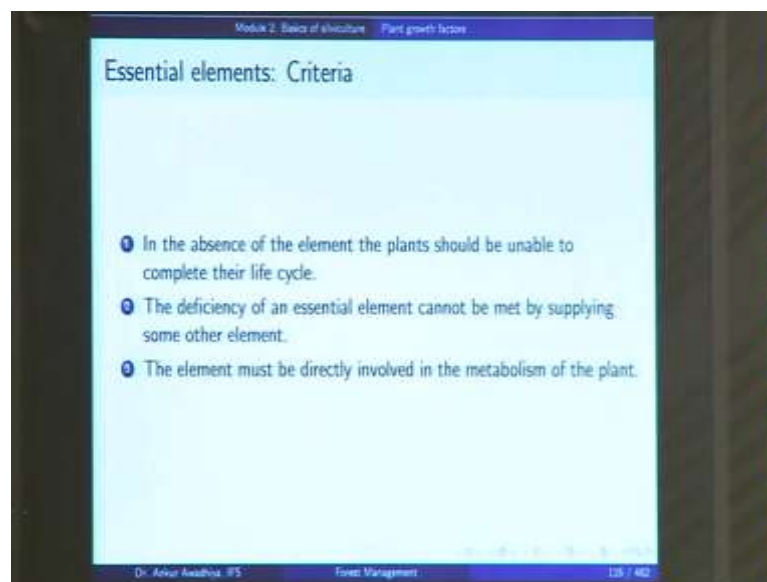 Module 2: Basics of silviculture Plant growth factors
Essential elements: Criteria
1 In the absence of the element the plants should be unable to
complete their life cycle.
2 The deficiency of an essential element cannot be met by supplying
some other element.
3 The element must be directly involved in the metabolism of the plant.
Dr. Ankur Awadhiya, IFS Forest Management